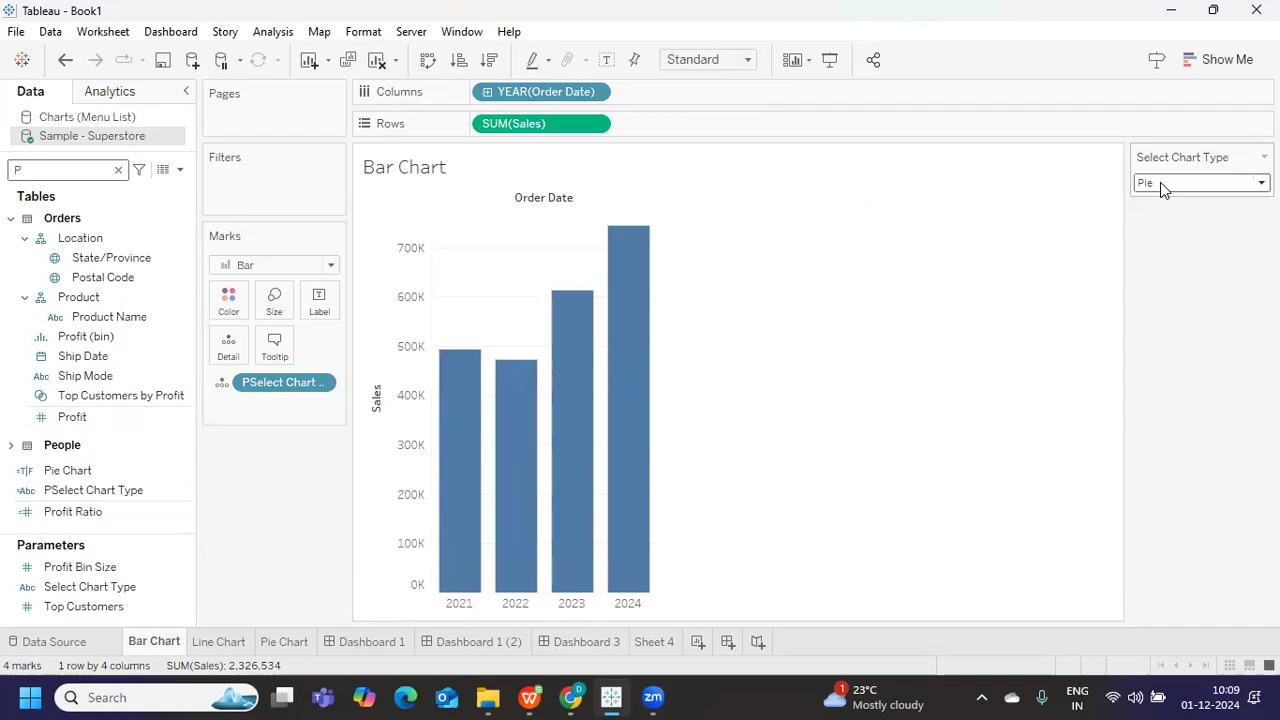 Tableau - Book1
File Data Worksheet Dashboard Story Analysis Map Format Server Window Help
Standard
Show Me
Data
Analytics
Charts (Menu List)
Sample - Superstore
P
Tables
Orders
Location
State/Province
Postal Code
Product
Abc Product Name
Profit (bin)
Ship Date
Abc Ship Mode
Top Customers by Profit
Profit
People
=T|F Pie Chart
=Abc PSelect Chart Type
Profit Ratio
Parameters
Profit Bin Size
Abc Select Chart Type
Top Customers
Pages
Filters
Marks
Bar
Color
Size
Label
Detail
Tooltip
PSelect Chart ..
Columns
YEAR(Order Date)
Rows
SUM(Sales)
Bar Chart
Order Date
700K
600K
500K
400K
300K
200K
100K
0K
Sales
2021
2022
2023
2024
Select Chart Type
Pie
Data Source
Bar Chart
Line Chart
Pie Chart
Dashboard 1
Dashboard 1 (2)
Dashboard 3
Sheet 4
4 marks
1 row by 4 columns
SUM(Sales): 2,326,534
Search
1
23°C
Mostly cloudy
ENG
IN
10:09
01-12-2024